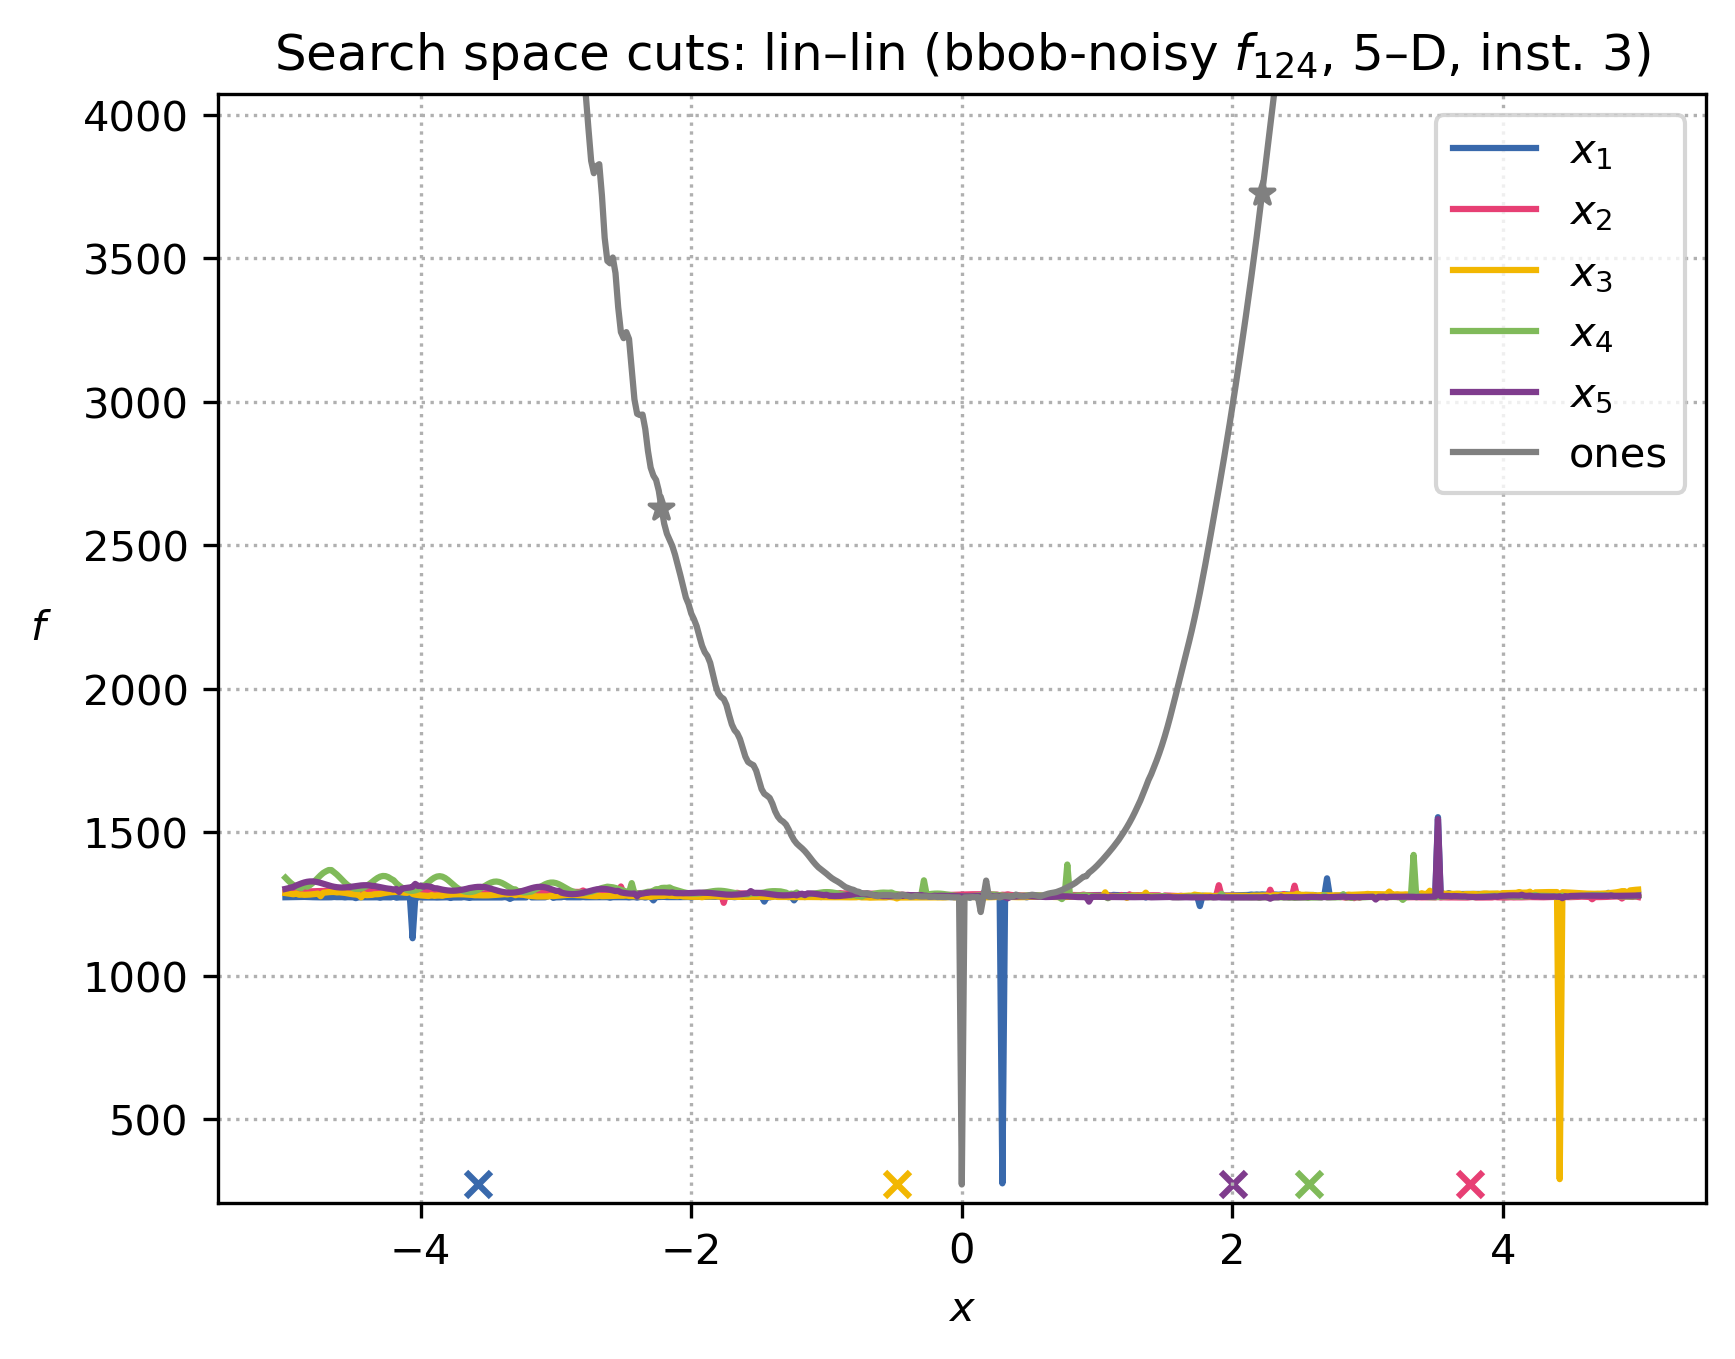 Search space cuts: lin–lin (bbob-noisy f₁₂₄, 5–D, inst. 3)
4000
3500
3000
2500
2000
1500
1000
500
f
x₁
x₂
x₃
x₄
x₅
ones
−4
−2
0
2
4
x